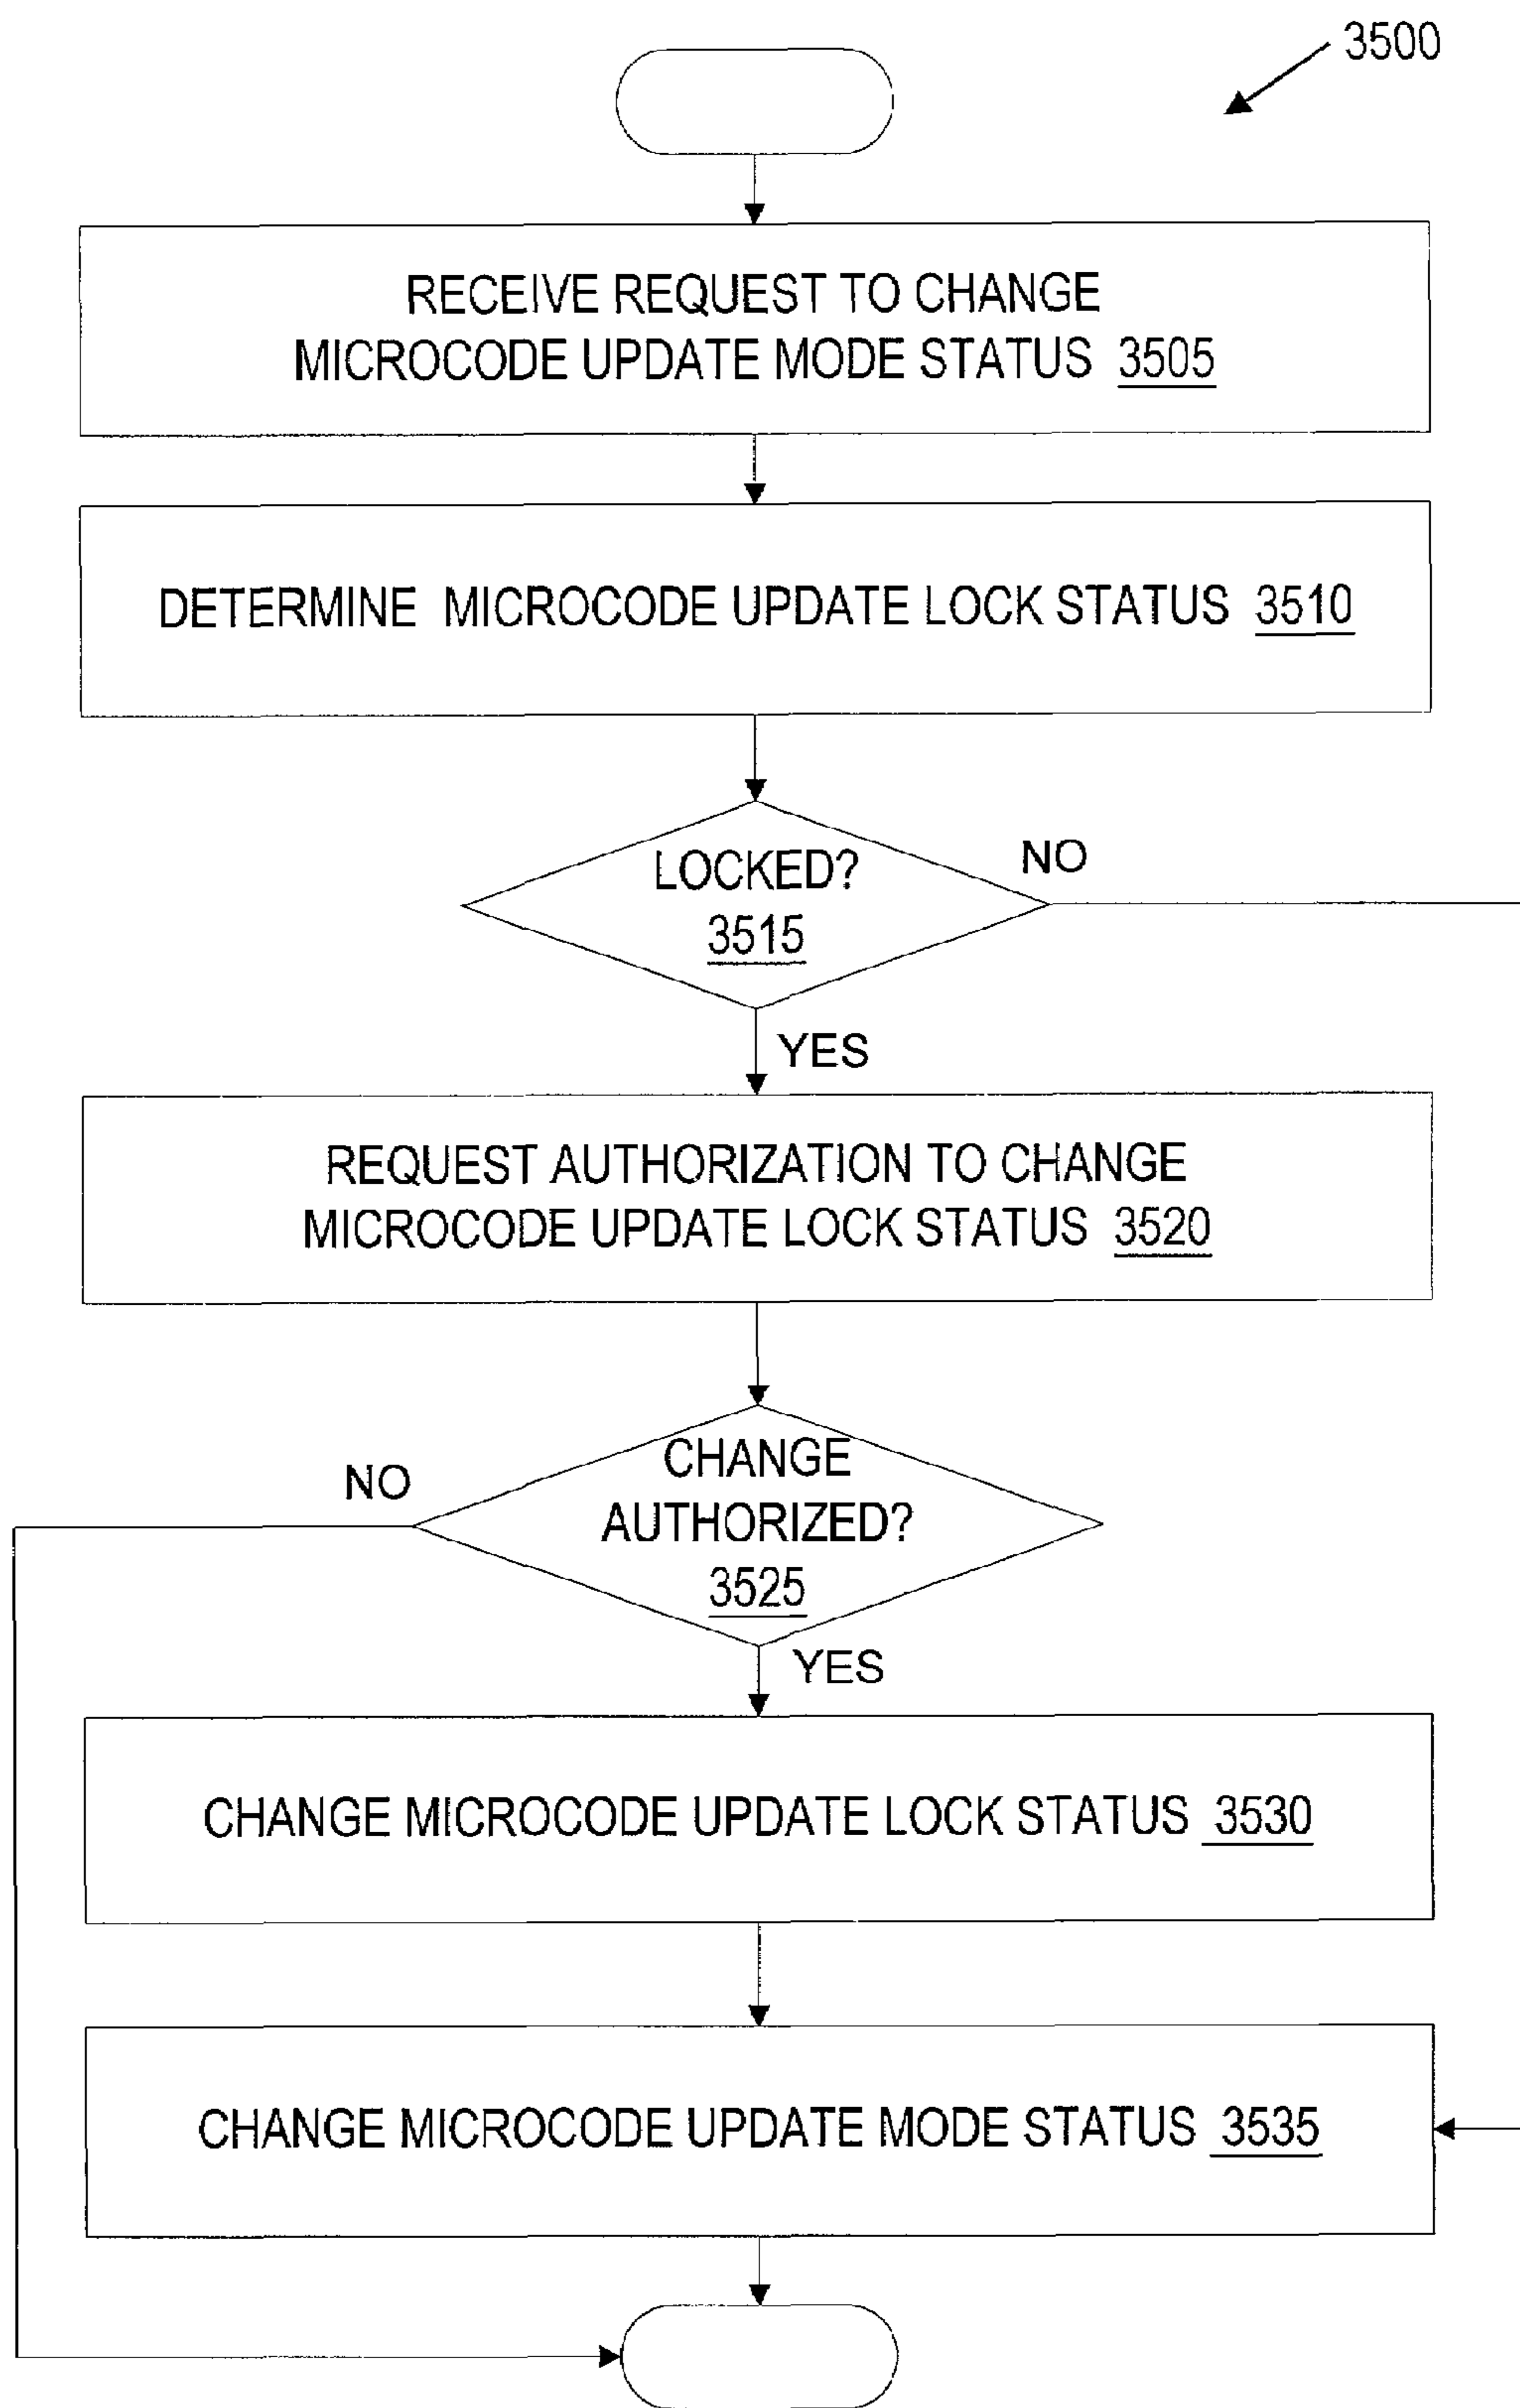 3500
RECEIVE REQUEST TO CHANGE
MICROCODE UPDATE MODE STATUS 3505
DETERMINE MICROCODE UPDATE LOCK STATUS 3510
LOCKED?
3515
NO
YES
REQUEST AUTHORIZATION TO CHANGE
MICROCODE UPDATE LOCK STATUS 3520
CHANGE
AUTHORIZED?
3525
NO
YES
CHANGE MICROCODE UPDATE LOCK STATUS 3530
CHANGE MICROCODE UPDATE MODE STATUS 3535